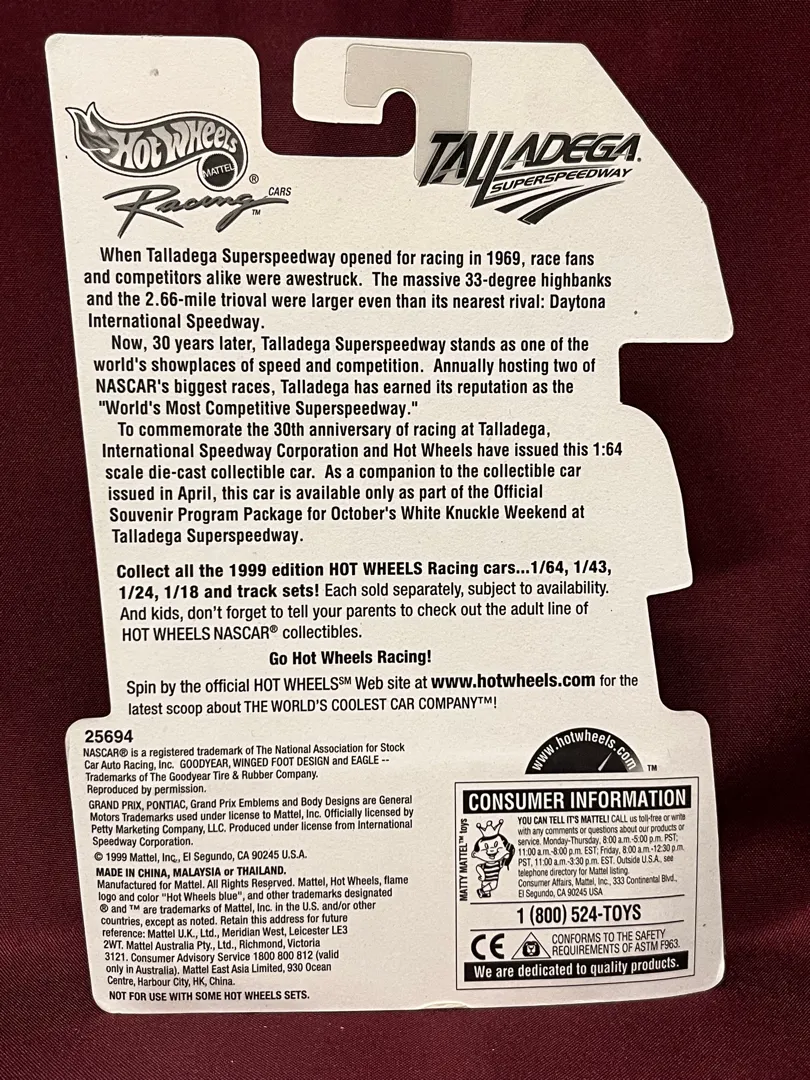 HOT WHEELS
MATTEL
®
Racing™ CARS
TALLADEGA®
SUPERSPEEDWAY
When Talladega Superspeedway opened for racing in 1969, race fans
and competitors alike were awestruck. The massive 33-degree highbanks
and the 2.66-mile trioval were larger even than its nearest rival: Daytona
International Speedway.
Now, 30 years later, Talladega Superspeedway stands as one of the
world's showplaces of speed and competition. Annually hosting two of
NASCAR's biggest races, Talladega has earned its reputation as the
"World's Most Competitive Superspeedway."
To commemorate the 30th anniversary of racing at Talladega,
International Speedway Corporation and Hot Wheels have issued this 1:64
scale die-cast collectible car. As a companion to the collectible car
issued in April, this car is available only as part of the Official
Souvenir Program Package for October's White Knuckle Weekend at
Talladega Superspeedway.
Collect all the 1999 edition HOT WHEELS Racing cars...1/64, 1/43,
1/24, 1/18 and track sets! Each sold separately, subject to availability.
And kids, don't forget to tell your parents to check out the adult line of
HOT WHEELS NASCAR® collectibles.
Go Hot Wheels Racing!
Spin by the official HOT WHEELS℠ Web site at www.hotwheels.com for the
latest scoop about THE WORLD'S COOLEST CAR COMPANY™!
25694
NASCAR® is a registered trademark of The National Association for Stock
Car Auto Racing, Inc. GOODYEAR, WINGED FOOT DESIGN and EAGLE --
Trademarks of The Goodyear Tire & Rubber Company.
Reproduced by permission.
GRAND PRIX, PONTIAC, Grand Prix Emblems and Body Designs are General
Motors Trademarks used under license to Mattel, Inc. Officially licensed by
Petty Marketing Company, LLC. Produced under license from International
Speedway Corporation.
© 1999 Mattel, Inc., El Segundo, CA 90245 U.S.A.
MADE IN CHINA, MALAYSIA or THAILAND.
Manufactured for Mattel. All Rights Reserved. Mattel, Hot Wheels, flame
logo and color "Hot Wheels blue", and other trademarks designated
® and ™ are trademarks of Mattel, Inc. in the U.S. and/or other
countries, except as noted. Retain this address for future
reference: Mattel U.K., Ltd., Meridian West, Leicester LE3
2WT. Mattel Australia Pty., Ltd., Richmond, Victoria
3121. Consumer Advisory Service 1800 800 812 (valid
only in Australia). Mattel East Asia Limited, 930 Ocean
Centre, Harbour City, HK, China.
NOT FOR USE WITH SOME HOT WHEELS SETS.
www.hotwheels.com
™
CONSUMER INFORMATION
MATTY MATTEL™ toys
YOU CAN TELL IT'S MATTEL! CALL us toll-free or write
with any comments or questions about our products or
service. Monday-Thursday, 8:00 a.m.-5:00 p.m. PST;
11:00 a.m.-8:00 p.m. EST; Friday, 8:00 a.m.-12:30 p.m.
PST, 11:00 a.m.-3:30 p.m. EST. Outside U.S.A., see
telephone directory for Mattel listing.
Consumer Affairs, Mattel, Inc., 333 Continental Blvd.,
El Segundo, CA 90245 USA
1 (800) 524-TOYS
CE
CONFORMS TO THE SAFETY
REQUIREMENTS OF ASTM F963.
We are dedicated to quality products.